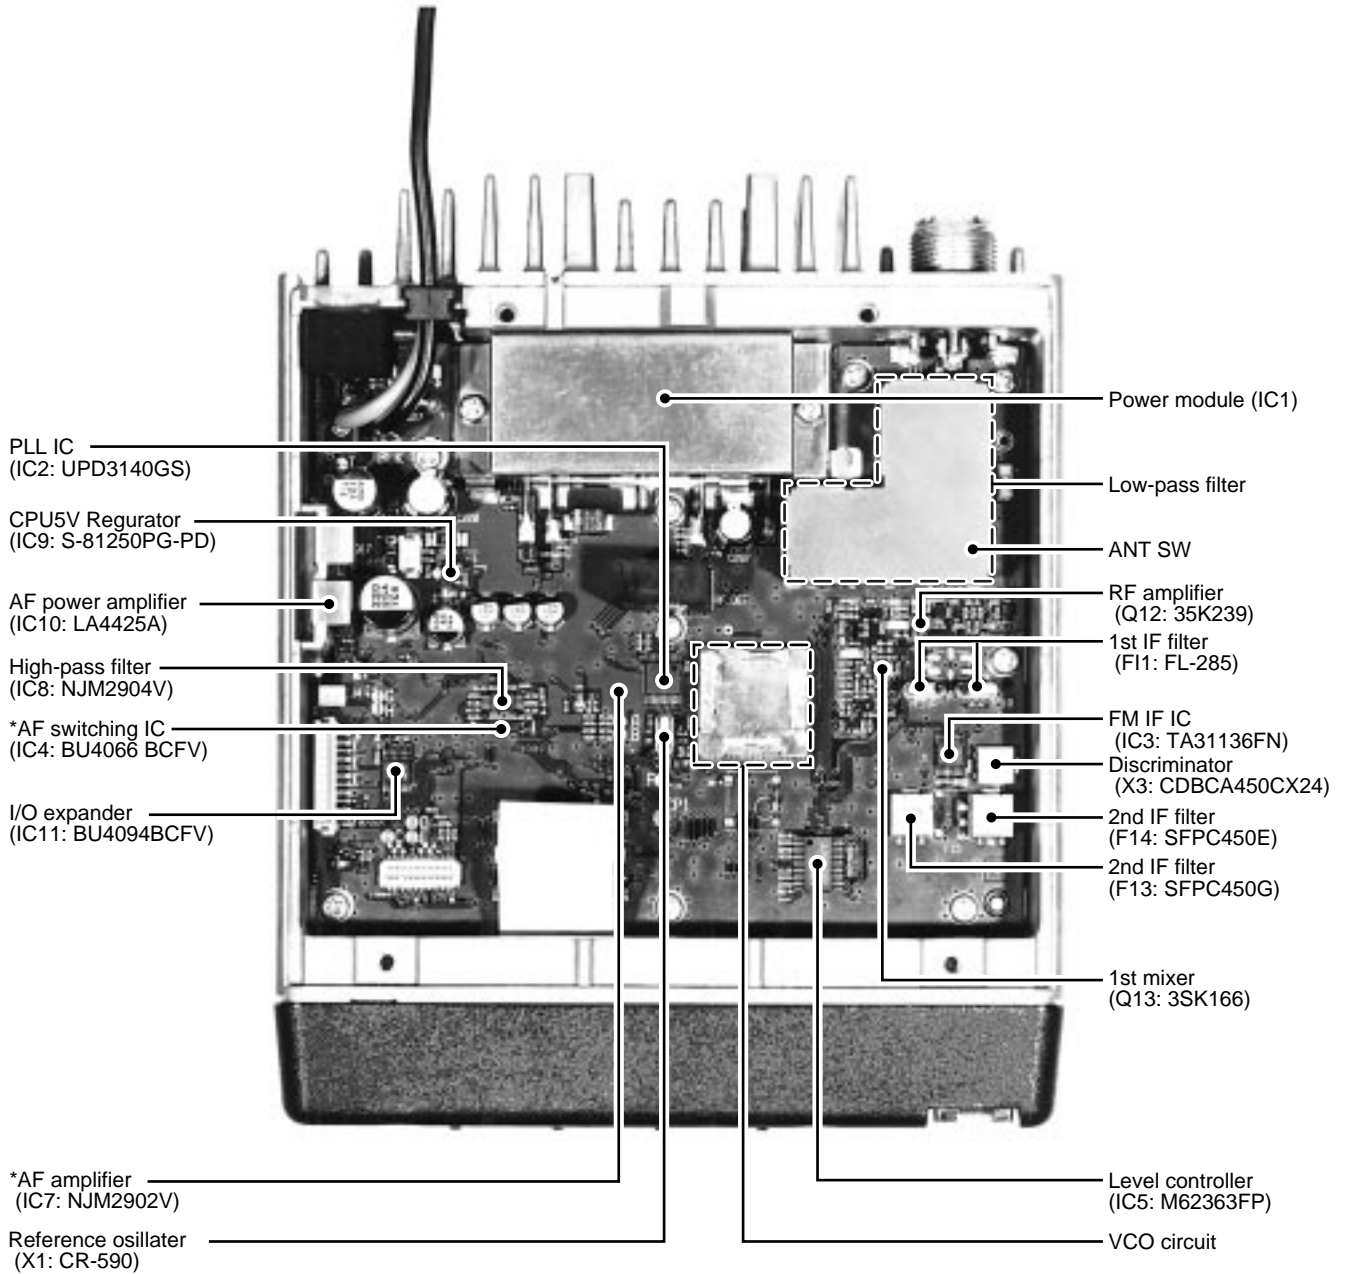 PLL IC
(IC2: UPD3140GS)
CPU5V Regurator
(IC9: S-81250PG-PD)
AF power amplifier
(IC10: LA4425A)
High-pass filter
(IC8: NJM2904V)
*AF switching IC
(IC4: BU4066 BCFV)
I/O expander
(IC11: BU4094BCFV)
*AF amplifier
(IC7: NJM2902V)
Reference osillater
(X1: CR-590)
Power module (IC1)
Low-pass filter
ANT SW
RF amplifier
(Q12: 35K239)
1st IF filter
(FI1: FL-285)
FM IF IC
(IC3: TA31136FN)
Discriminator
(X3: CDBCA450CX24)
2nd IF filter
(F14: SFPC450E)
2nd IF filter
(F13: SFPC450G)
1st mixer
(Q13: 3SK166)
Level controller
(IC5: M62363FP)
VCO circuit